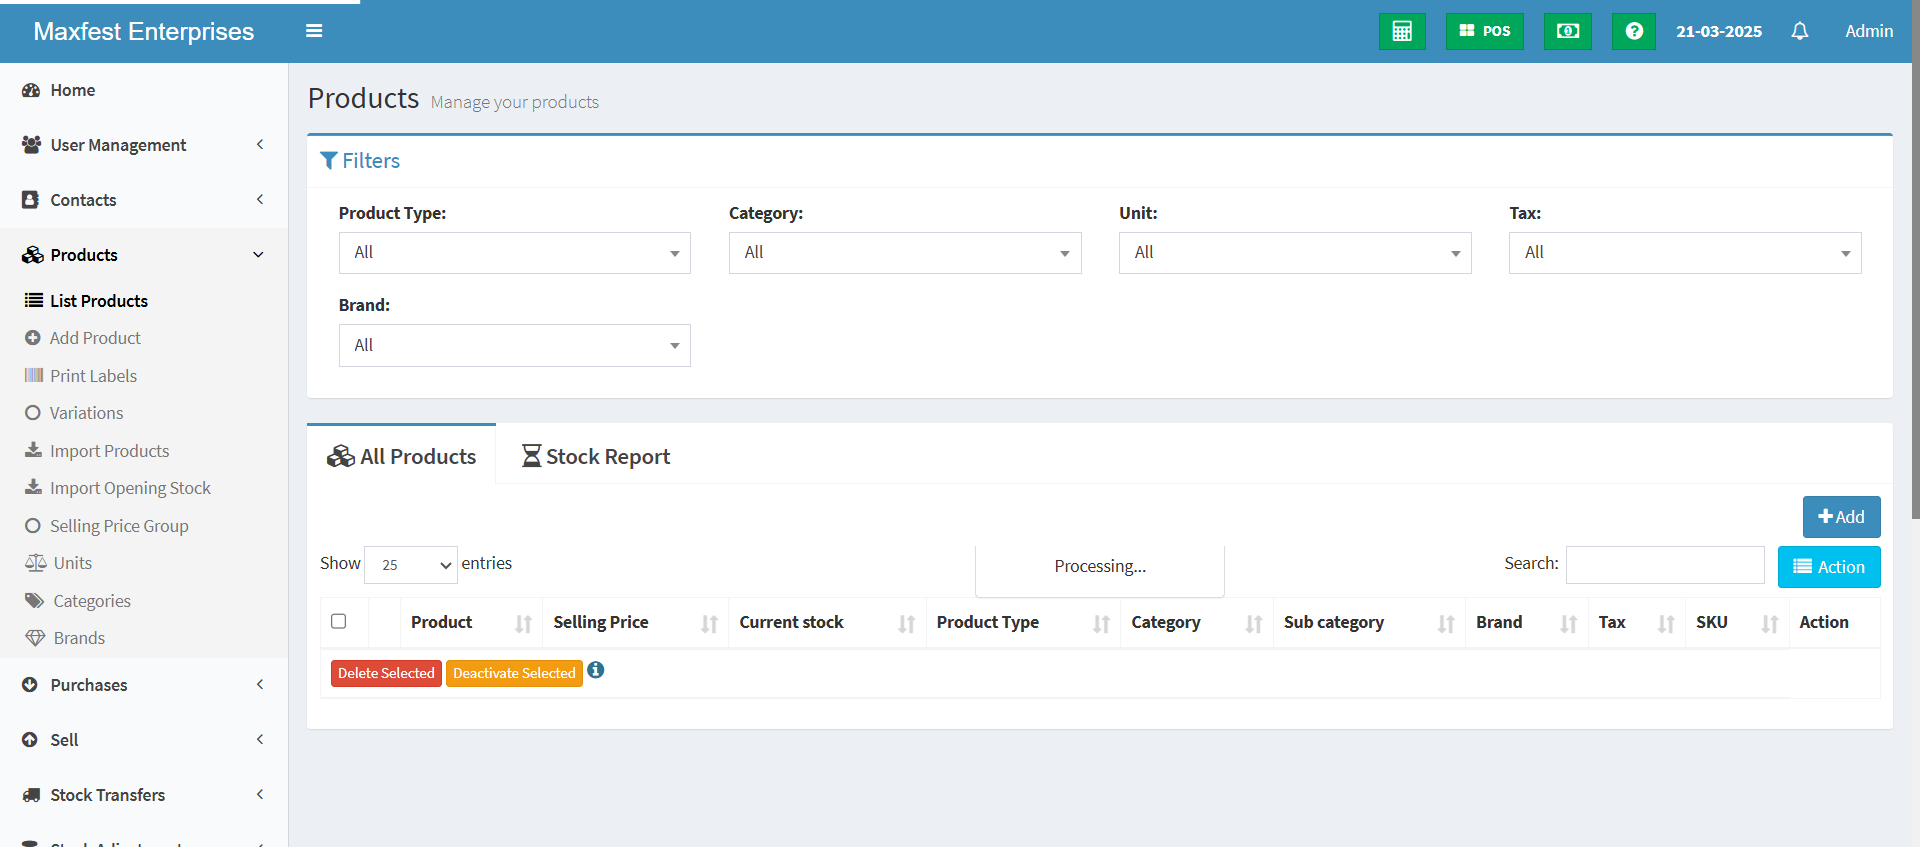 Maxfest Enterprises
POS
21-03-2025
Admin
Home
User Management
Contacts
Products
List Products
Add Product
Print Labels
Variations
Import Products
Import Opening Stock
Selling Price Group
Units
Categories
Brands
Purchases
Sell
Stock Transfers
Products Manage your products
Filters
Product Type: Category: Unit: Tax:
All All All All
Brand:
All
All Products Stock Report
Add
Show 25 entries Processing... Search: Action
Product Selling Price Current stock Product Type Category Sub category Brand Tax SKU Action
Delete Selected Deactivate Selected